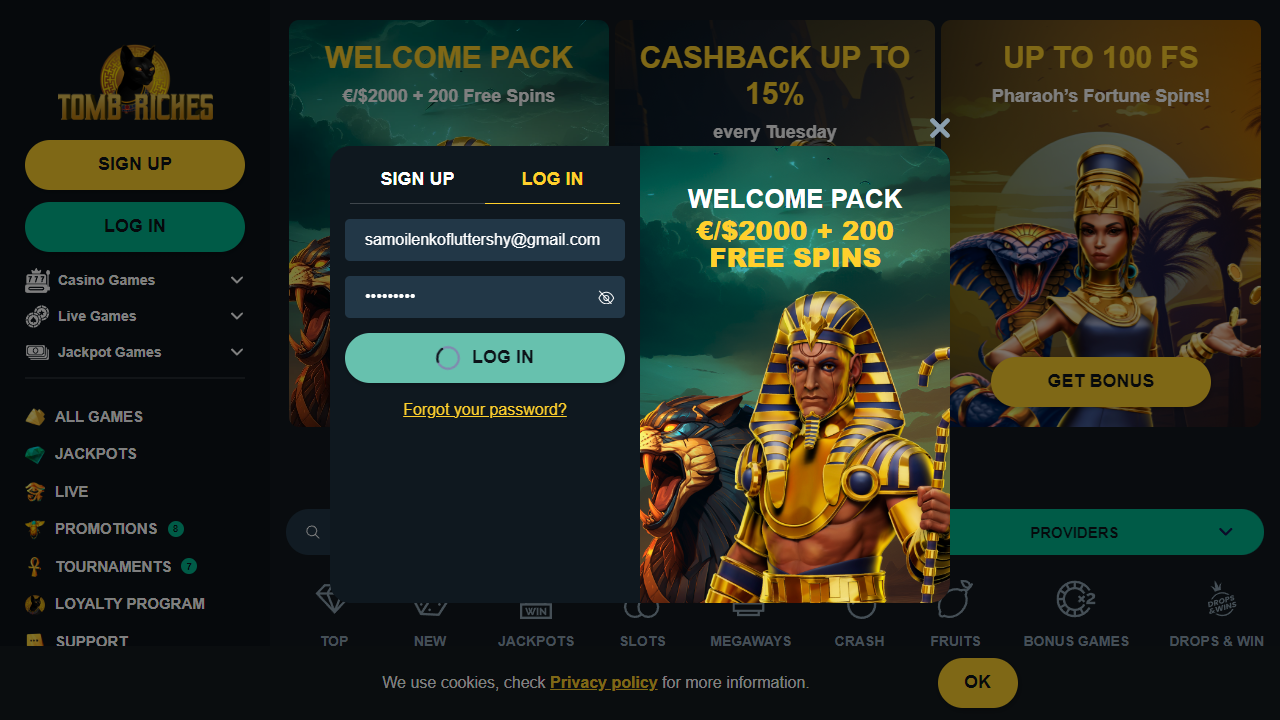 TOMB RICHES
SIGN UP
LOG IN
Casino Games
Live Games
Jackpot Games
ALL GAMES
JACKPOTS
LIVE
PROMOTIONS 8
TOURNAMENTS 7
LOYALTY PROGRAM
SUPPORT
WELCOME PACK
€/$2000 + 200 Free Spins
CASHBACK UP TO
15%
every Tuesday
UP TO 100 FS
Pharaoh’s Fortune Spins!
GET BONUS
SIGN UP
LOG IN
samoilenkofluttershy@gmail.com
•••••••••
LOG IN
Forgot your password?
WELCOME PACK
€/$2000 + 200
FREE SPINS
PROVIDERS
TOP
NEW
WIN
JACKPOTS
SLOTS
MEGAWAYS
CRASH
FRUITS
x2
BONUS GAMES
DROPS
&WINS
DROPS & WIN
We use cookies, check Privacy policy for more information.
OK